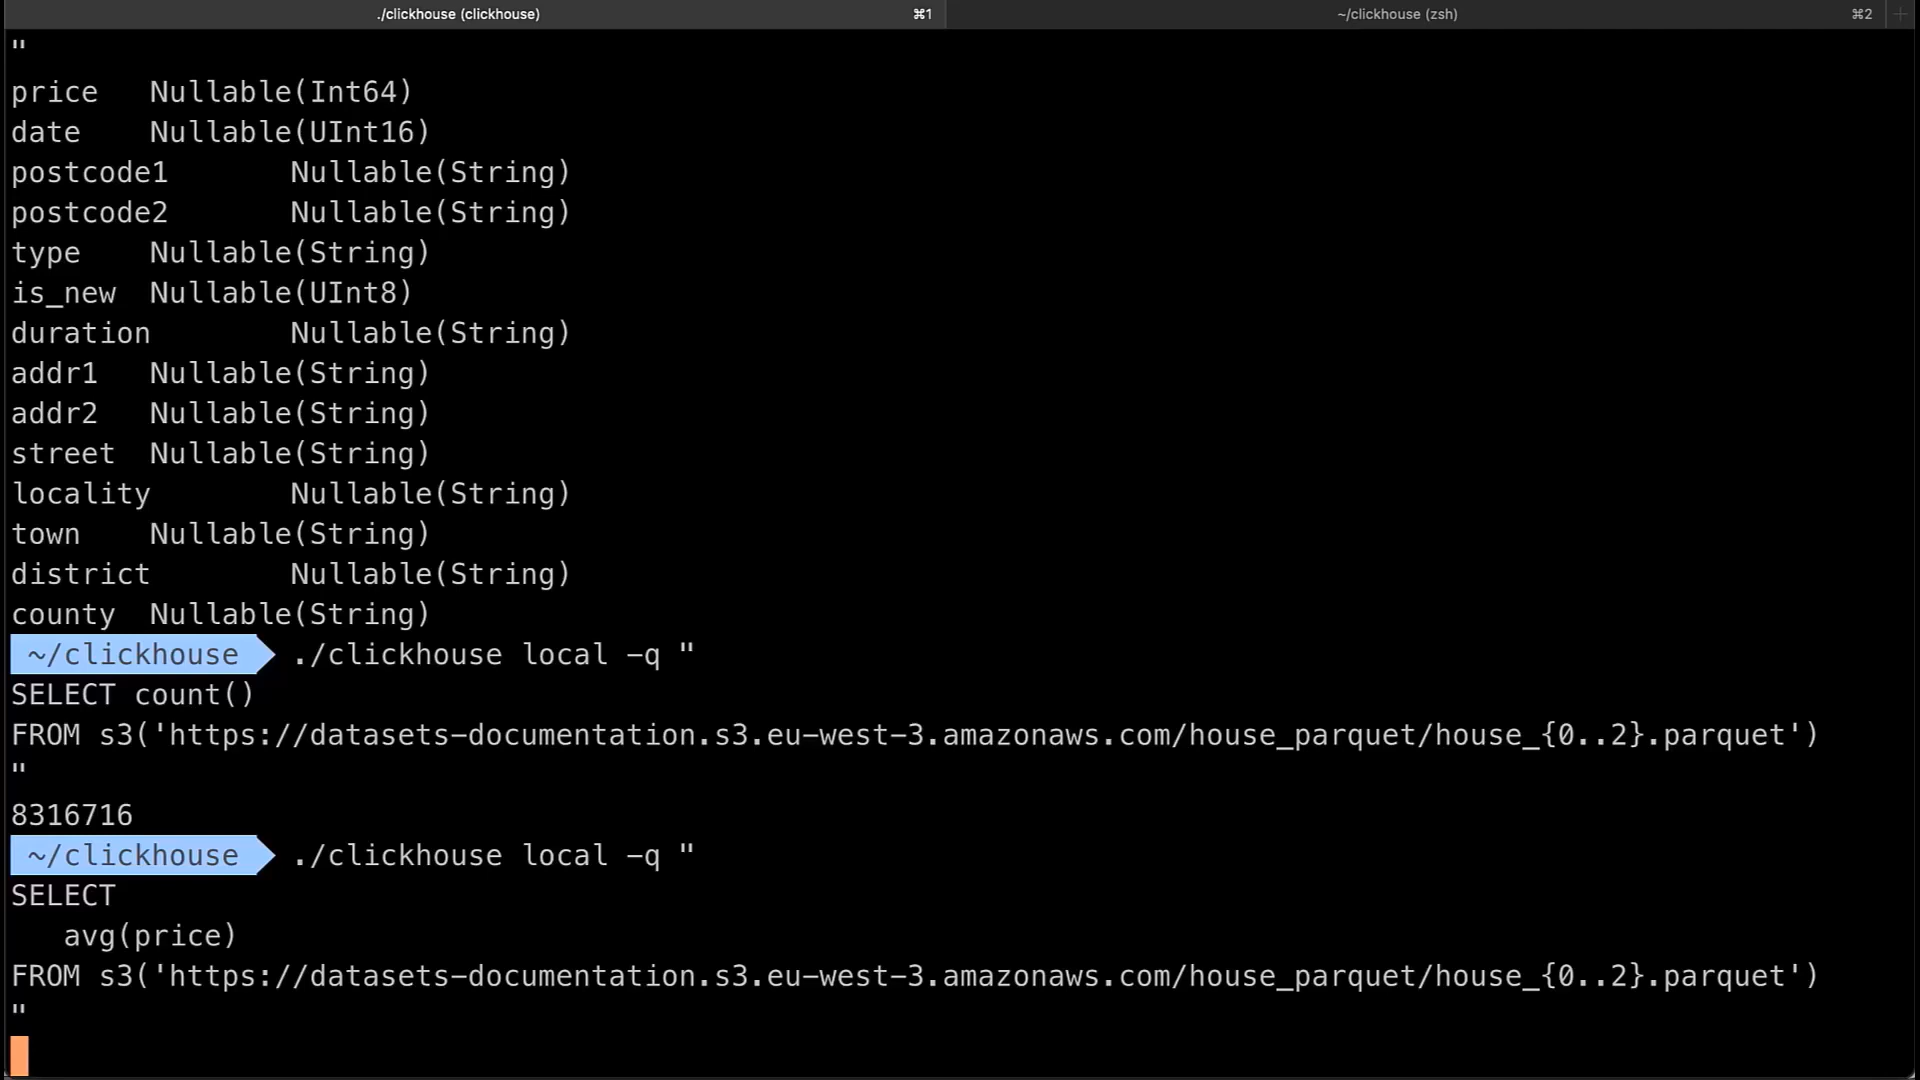 ./clickhouse (clickhouse) ⌘1 ~/clickhouse (zsh) ⌘2 +
"
price Nullable(Int64)
date Nullable(UInt16)
postcode1 Nullable(String)
postcode2 Nullable(String)
type Nullable(String)
is_new Nullable(UInt8)
duration Nullable(String)
addr1 Nullable(String)
addr2 Nullable(String)
street Nullable(String)
locality Nullable(String)
town Nullable(String)
district Nullable(String)
county Nullable(String)
~/clickhouse ./clickhouse local -q "
SELECT count()
FROM s3('https://datasets-documentation.s3.eu-west-3.amazonaws.com/house_parquet/house_{0..2}.parquet')
"
8316716
~/clickhouse ./clickhouse local -q "
SELECT
   avg(price)
FROM s3('https://datasets-documentation.s3.eu-west-3.amazonaws.com/house_parquet/house_{0..2}.parquet')
"